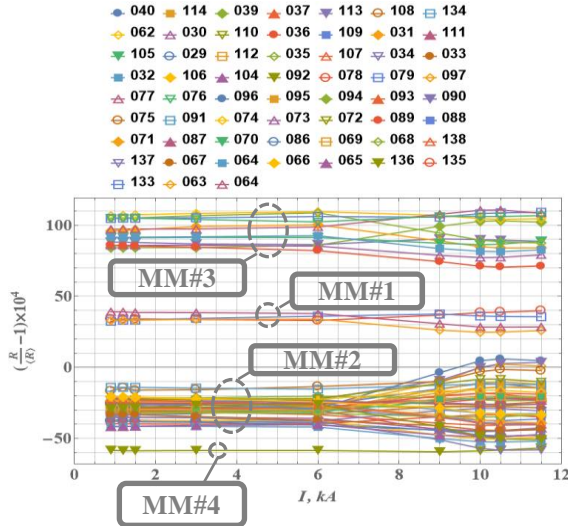 040 114 039 037 113 108 134
062 030 110 036 109 031 111
105 029 112 035 107 034 033
032 106 104 092 078 079 097
077 076 096 095 094 093 090
075 091 074 073 072 089 088
071 087 070 086 069 068 138
137 067 064 066 065 136 135
133 063 064
(R/⟨R⟩ −1)×10⁴
100
50
0
−50
MM#3
MM#1
MM#2
MM#4
0 2 4 6 8 10 12
I, kA